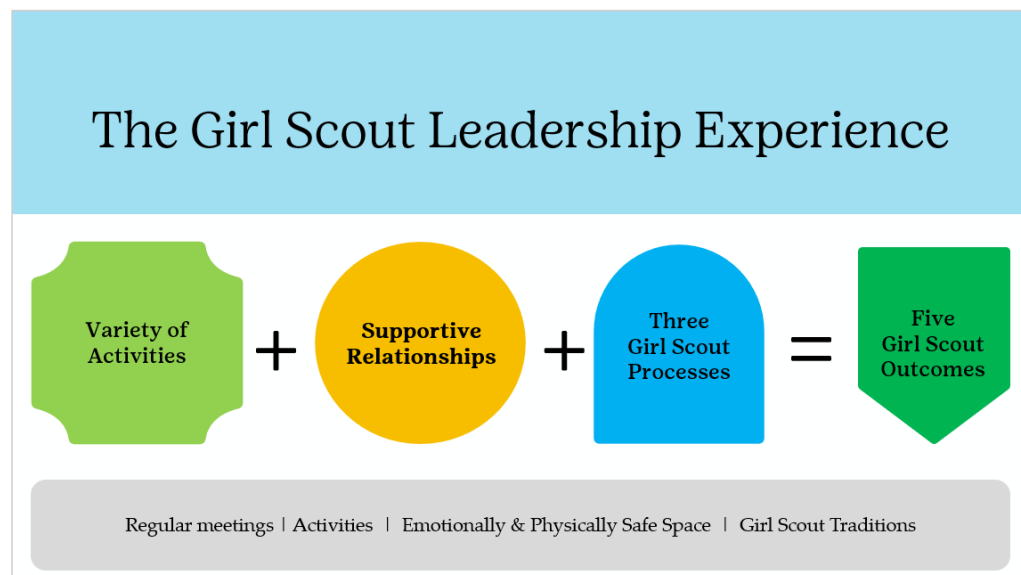 The Girl Scout Leadership Experience
Variety of
Activities
+
Supportive
Relationships
+
Three
Girl Scout
Processes
=
Five
Girl Scout
Outcomes
Regular meetings | Activities | Emotionally & Physically Safe Space | Girl Scout Traditions